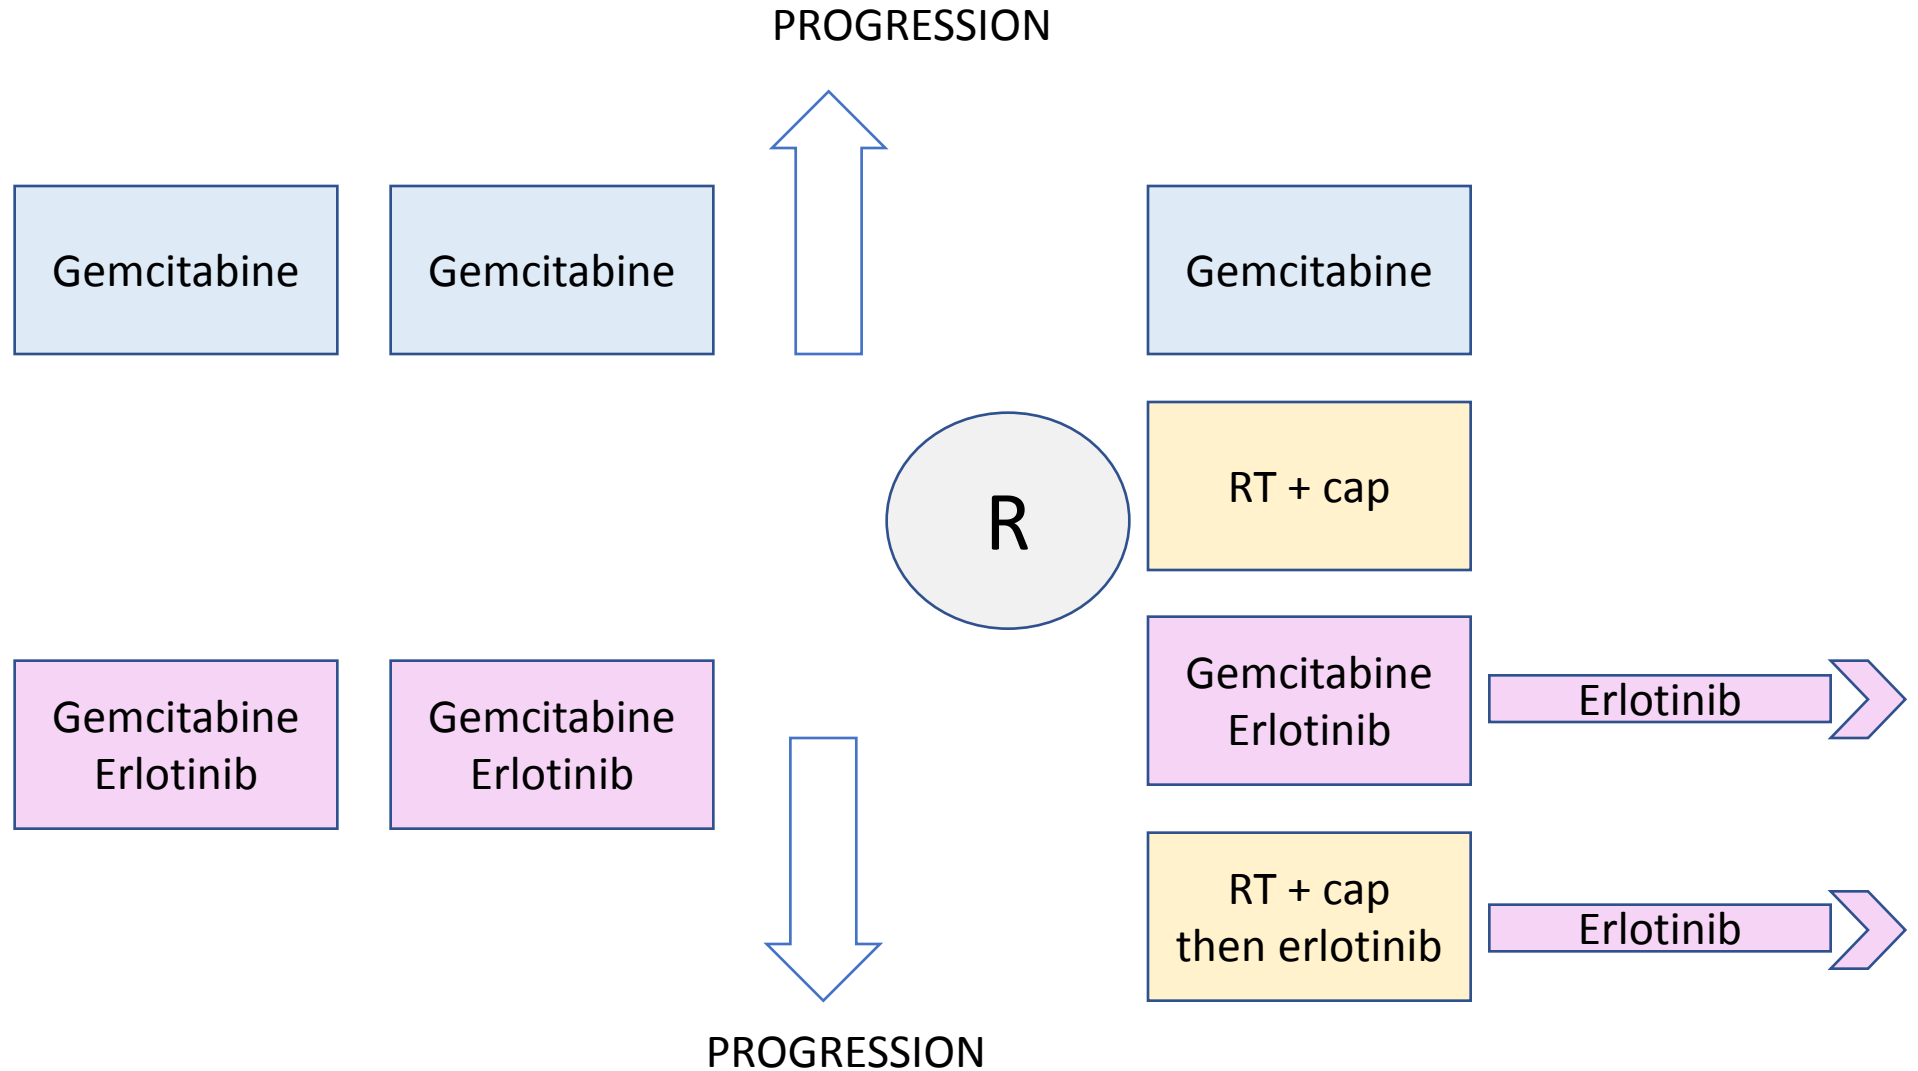 PROGRESSION
Gemcitabine
Gemcitabine
Gemcitabine
R
RT + cap
Gemcitabine
Erlotinib
Gemcitabine
Erlotinib
Gemcitabine
Erlotinib
Erlotinib
RT + cap
then erlotinib
Erlotinib
PROGRESSION